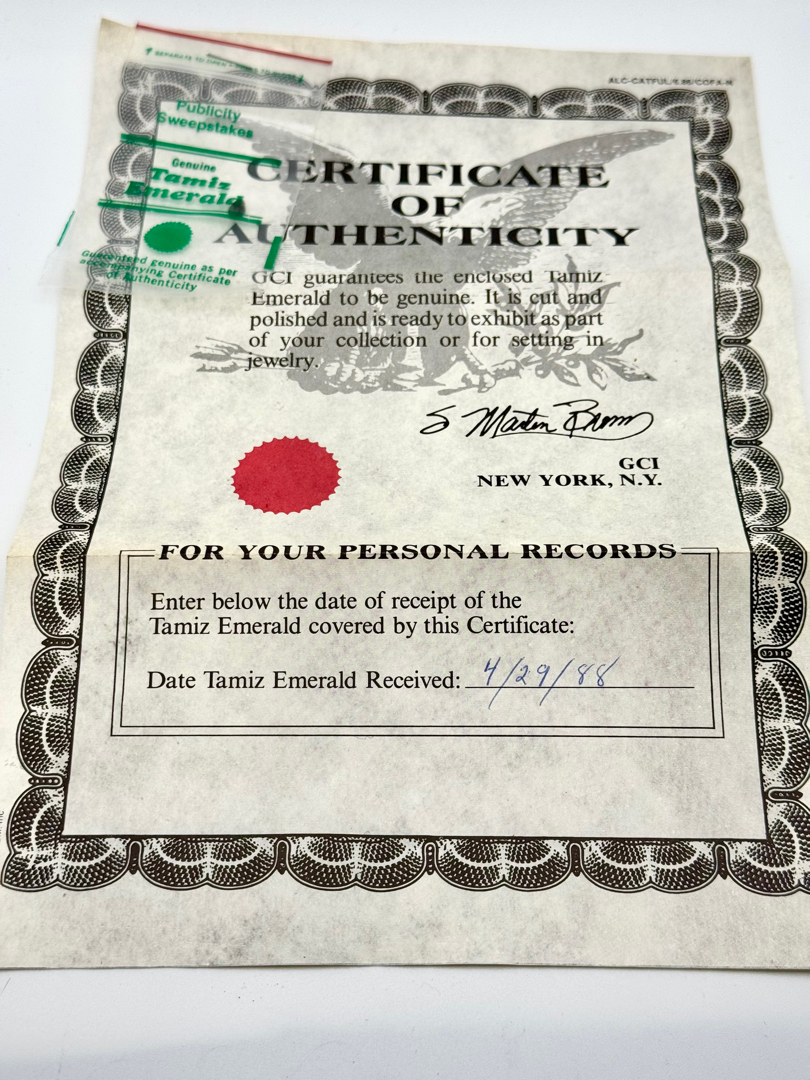 ALC-CATFUL/
Publicity
Sweepstakes
Genuine
Tamiz
Emerald
Guaranteed genuine as per
accompanying Certificate
of Authenticity
CERTIFICATE
OF
AUTHENTICITY
GCI guarantees the enclosed Tamiz
Emerald to be genuine. It is cut and
polished and is ready to exhibit as part
of your collection or for setting in
jewelry.
S Martin Brown
GCI
NEW YORK, N.Y.
FOR YOUR PERSONAL RECORDS
Enter below the date of receipt of the
Tamiz Emerald covered by this Certificate:
Date Tamiz Emerald Received: 4/29/88